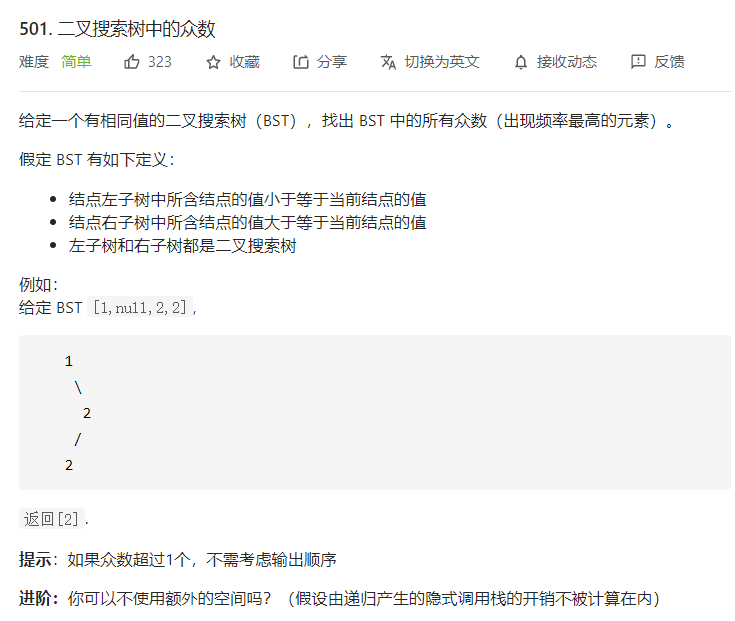 501. 二叉搜索树中的众数
难度 简单 323 收藏 分享 切换为英文 接收动态 反馈
给定一个有相同值的二叉搜索树（BST），找出 BST 中的所有众数（出现频率最高的元素）。
假定 BST 有如下定义：
• 结点左子树中所含结点的值小于等于当前结点的值
• 结点右子树中所含结点的值大于等于当前结点的值
• 左子树和右子树都是二叉搜索树
例如：
给定 BST [1,null,2,2],
1
\
2
/
2
返回[2].
提示：如果众数超过1个，不需考虑输出顺序
进阶：你可以不使用额外的空间吗？（假设由递归产生的隐式调用栈的开销不被计算在内）